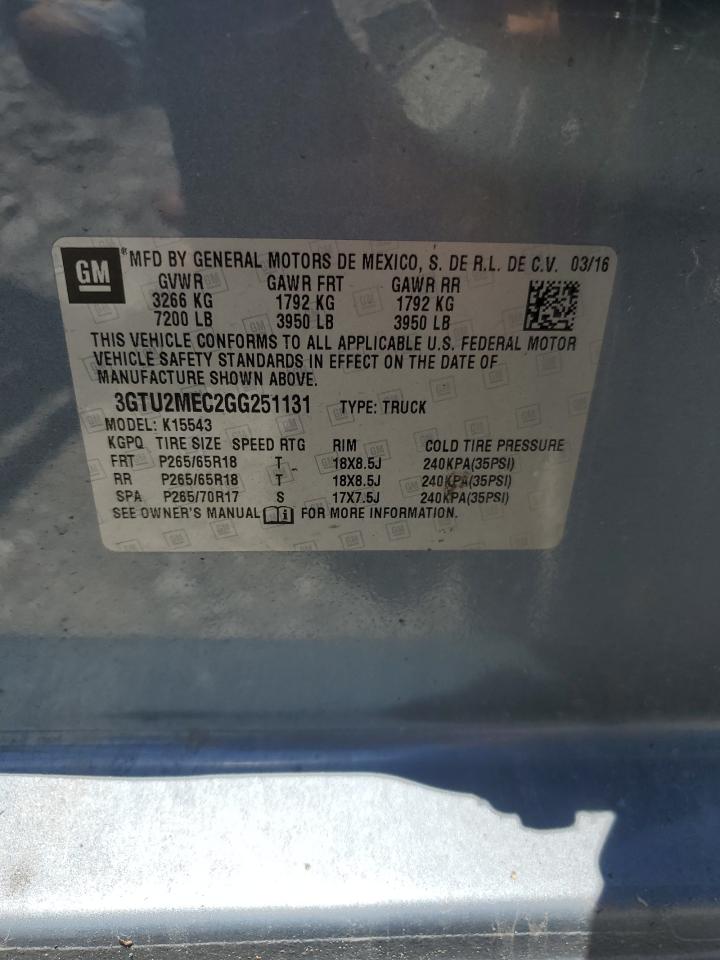 GM ® MFD BY GENERAL MOTORS DE MEXICO, S. DE R.L. DE C.V. 03/16
GVWR GAWR FRT GAWR RR
3266 KG 1792 KG 1792 KG
7200 LB 3950 LB 3950 LB
THIS VEHICLE CONFORMS TO ALL APPLICABLE U.S. FEDERAL MOTOR
VEHICLE SAFETY STANDARDS IN EFFECT ON THE DATE OF
MANUFACTURE SHOWN ABOVE.
3GTU2MEC2GG251131 TYPE: TRUCK
MODEL: K15543
KGPQ TIRE SIZE SPEED RTG RIM COLD TIRE PRESSURE
FRT P265/65R18 T 18X8.5J 240KPA(35PSI)
RR P265/65R18 T 18X8.5J 240KPA(35PSI)
SPA P265/70R17 S 17X7.5J 240KPA(35PSI)
SEE OWNER'S MANUAL i FOR MORE INFORMATION.